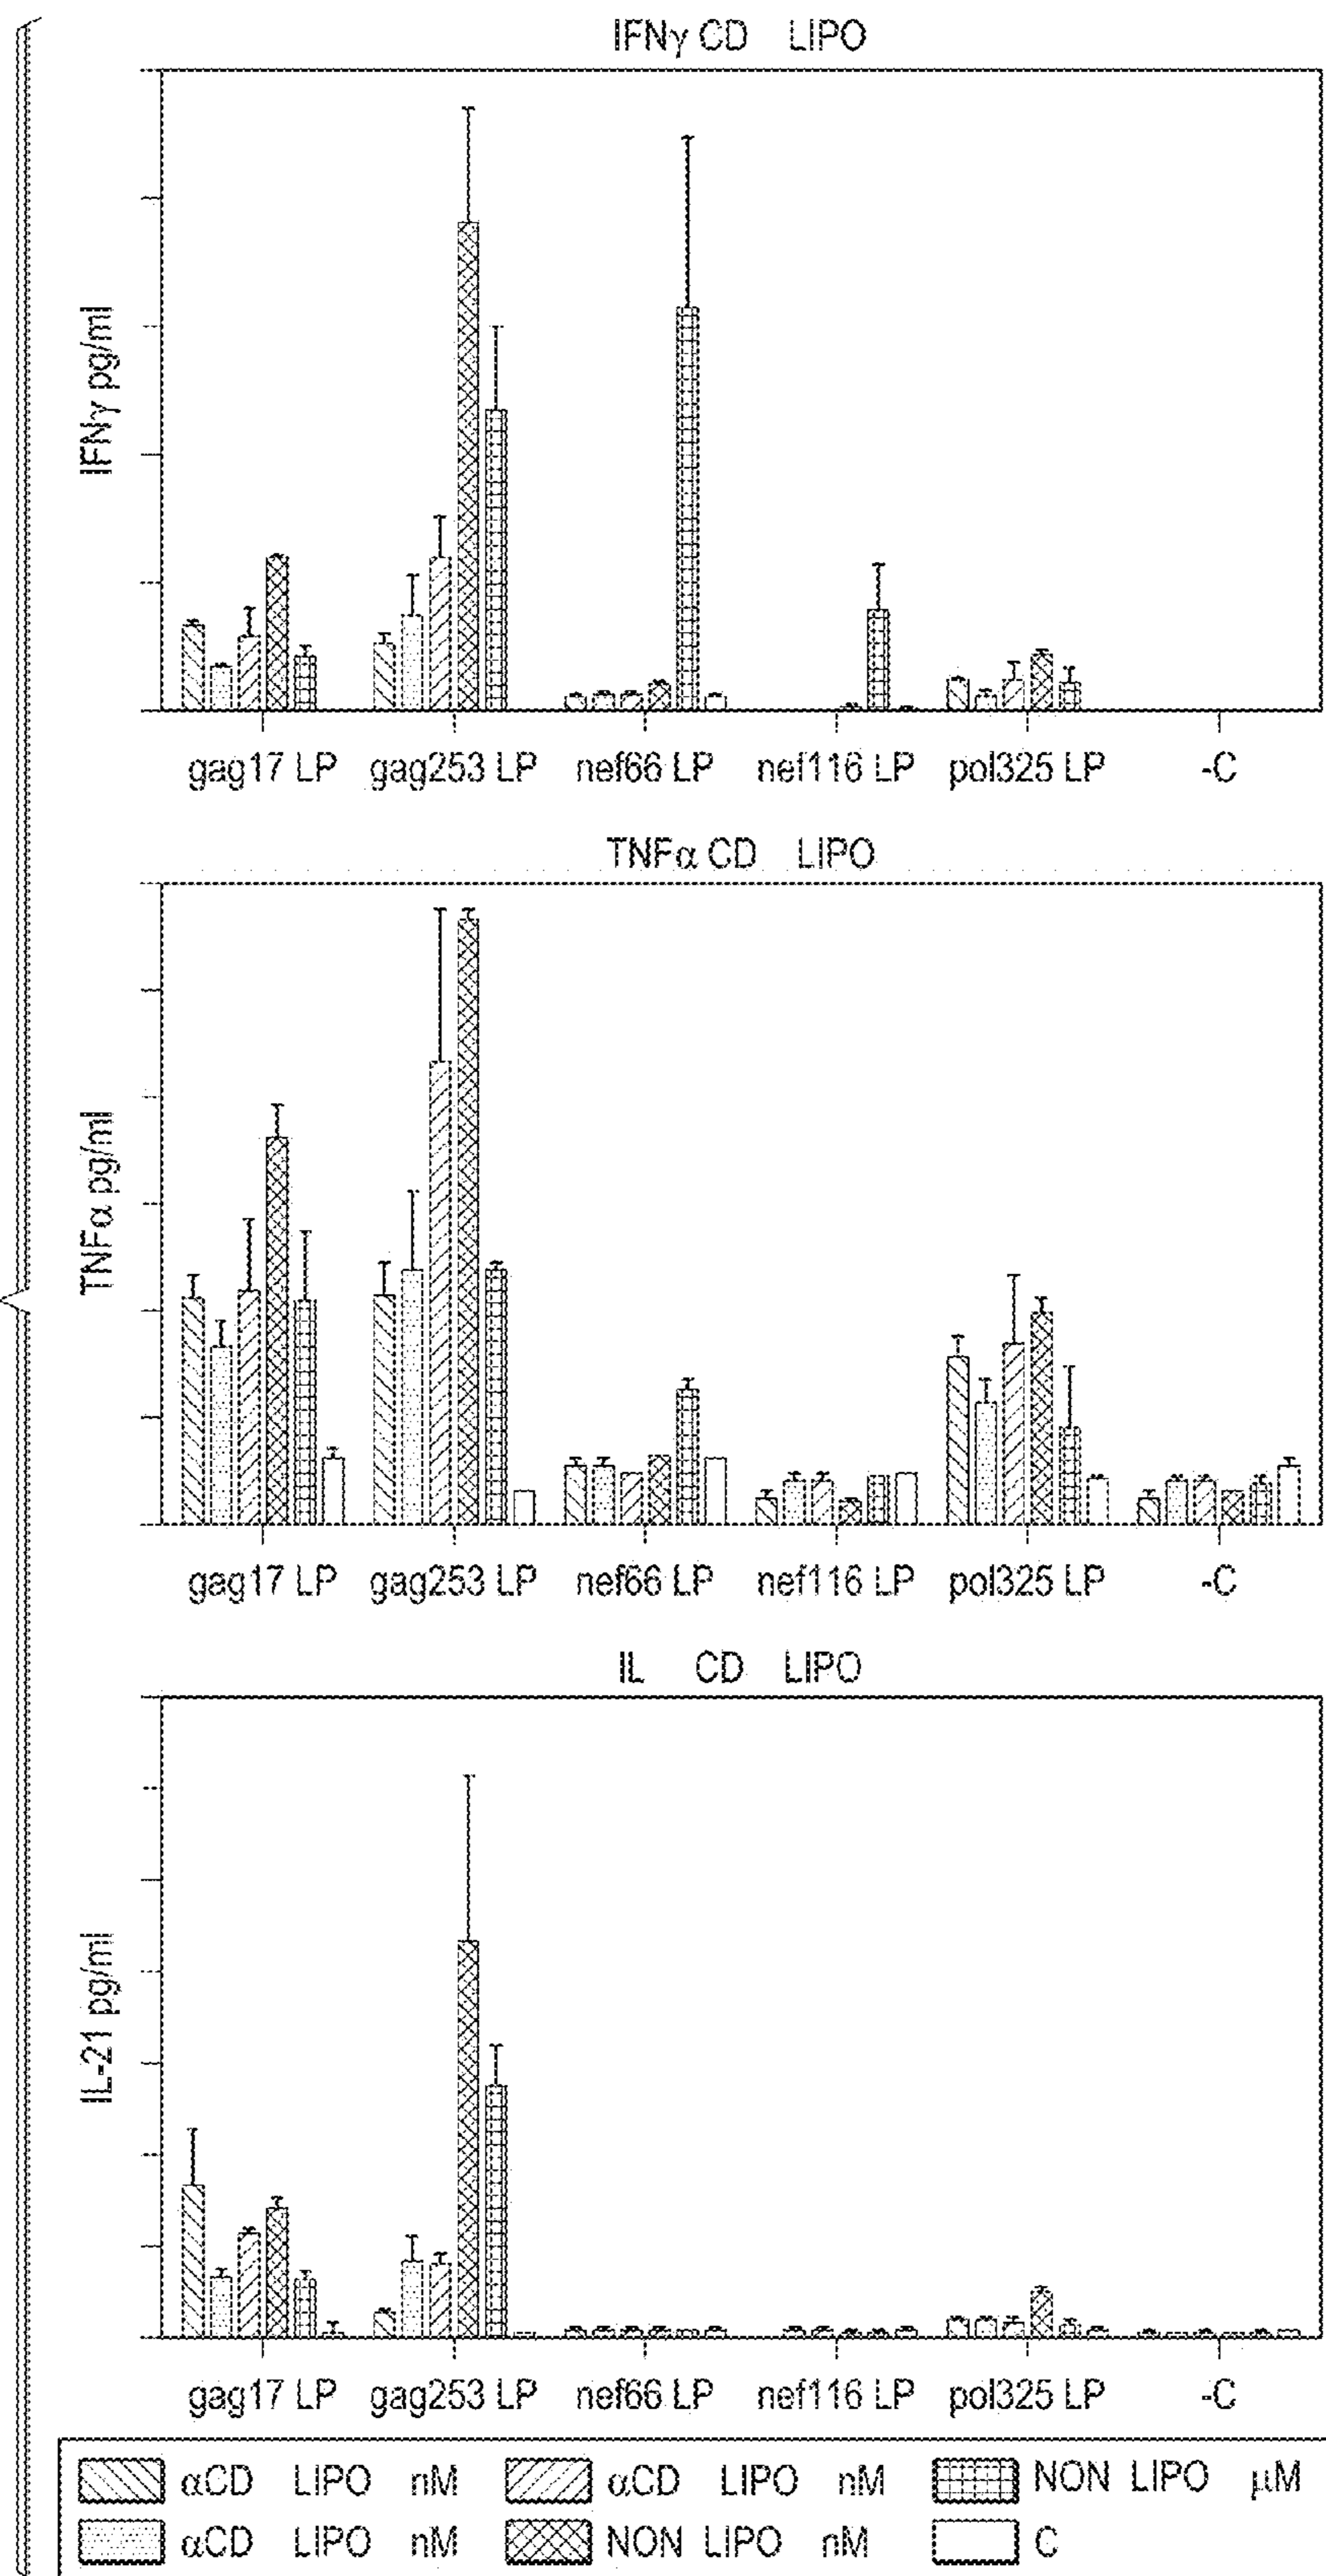 IFNγ CD LIPO
IFNγ pg/ml
gag17 LP gag253 LP nef66 LP nef116 LP pol325 LP -C
TNFα CD LIPO
TNFα pg/ml
gag17 LP gag253 LP nef66 LP nef116 LP pol325 LP -C
IL CD LIPO
IL-21 pg/ml
gag17 LP gag253 LP nef66 LP nef116 LP pol325 LP -C
αCD LIPO nM αCD LIPO nM NON LIPO μM
αCD LIPO nM NON LIPO nM C